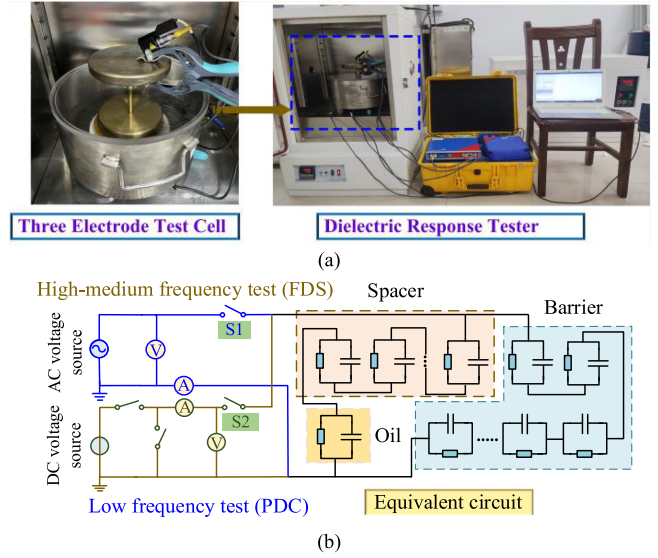 Three Electrode Test Cell
Dielectric Response Tester
(a)
High-medium frequency test (FDS)
Spacer
Barrier
S1
AC voltage
source
V
A
A
S2
DC voltage
source
V
Oil
Low frequency test (PDC)
Equivalent circuit
(b)